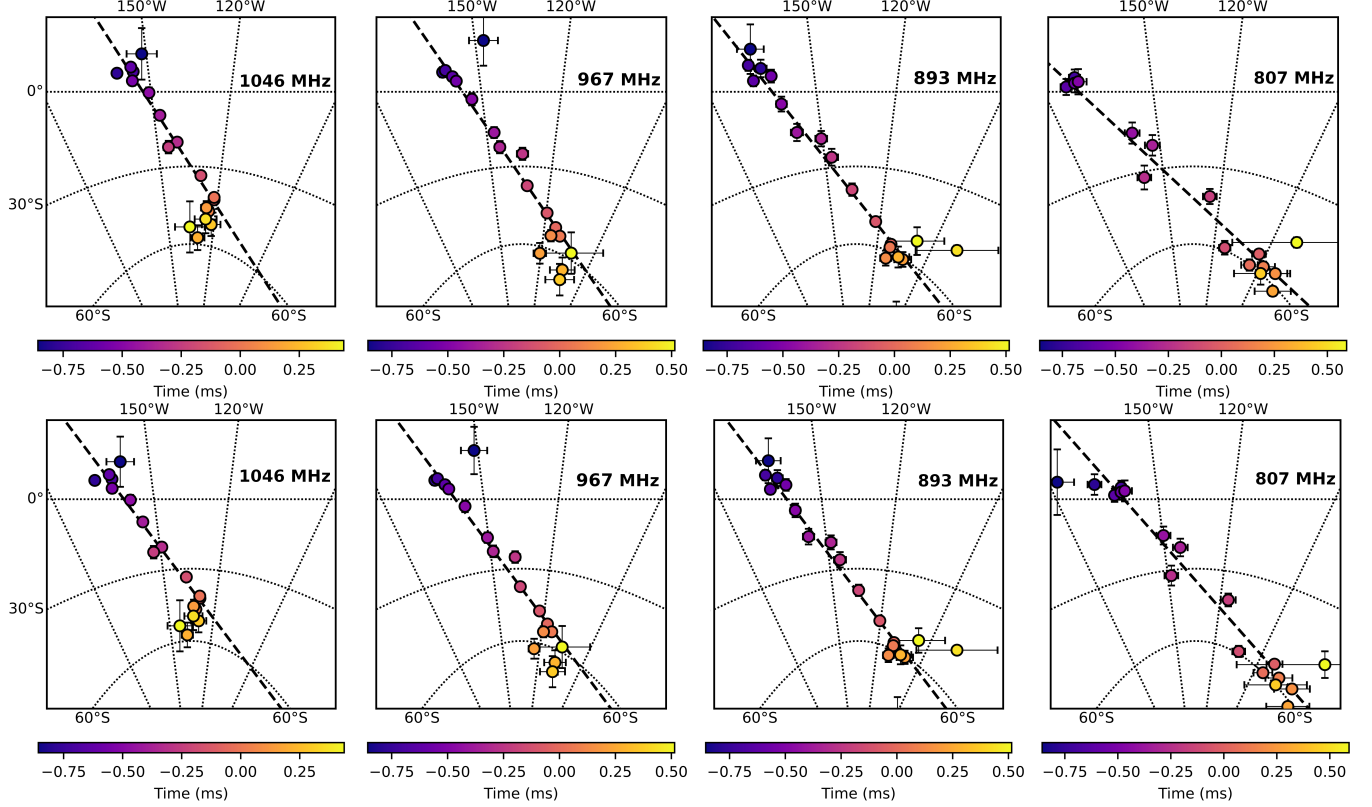 150°W 120°W 150°W 120°W 150°W 120°W 150°W 120°W
1046 MHz 967 MHz 893 MHz 807 MHz
0°
30°S
60°S 60°S 60°S 60°S 60°S 60°S 60°S 60°S
−0.75 −0.50 −0.25 0.00 0.25 −0.75 −0.50 −0.25 0.00 0.25 0.50 −0.75 −0.50 −0.25 0.00 0.25 0.50 −0.75 −0.50 −0.25 0.00 0.25 0.50
Time (ms) Time (ms) Time (ms) Time (ms)
150°W 120°W 150°W 120°W 150°W 120°W 150°W 120°W
1046 MHz 967 MHz 893 MHz 807 MHz
0°
30°S
60°S 60°S 60°S 60°S 60°S 60°S 60°S 60°S
−0.75 −0.50 −0.25 0.00 0.25 −0.75 −0.50 −0.25 0.00 0.25 0.50 −0.75 −0.50 −0.25 0.00 0.25 0.50 −0.75 −0.50 −0.25 0.00 0.25 0.50
Time (ms) Time (ms) Time (ms) Time (ms)